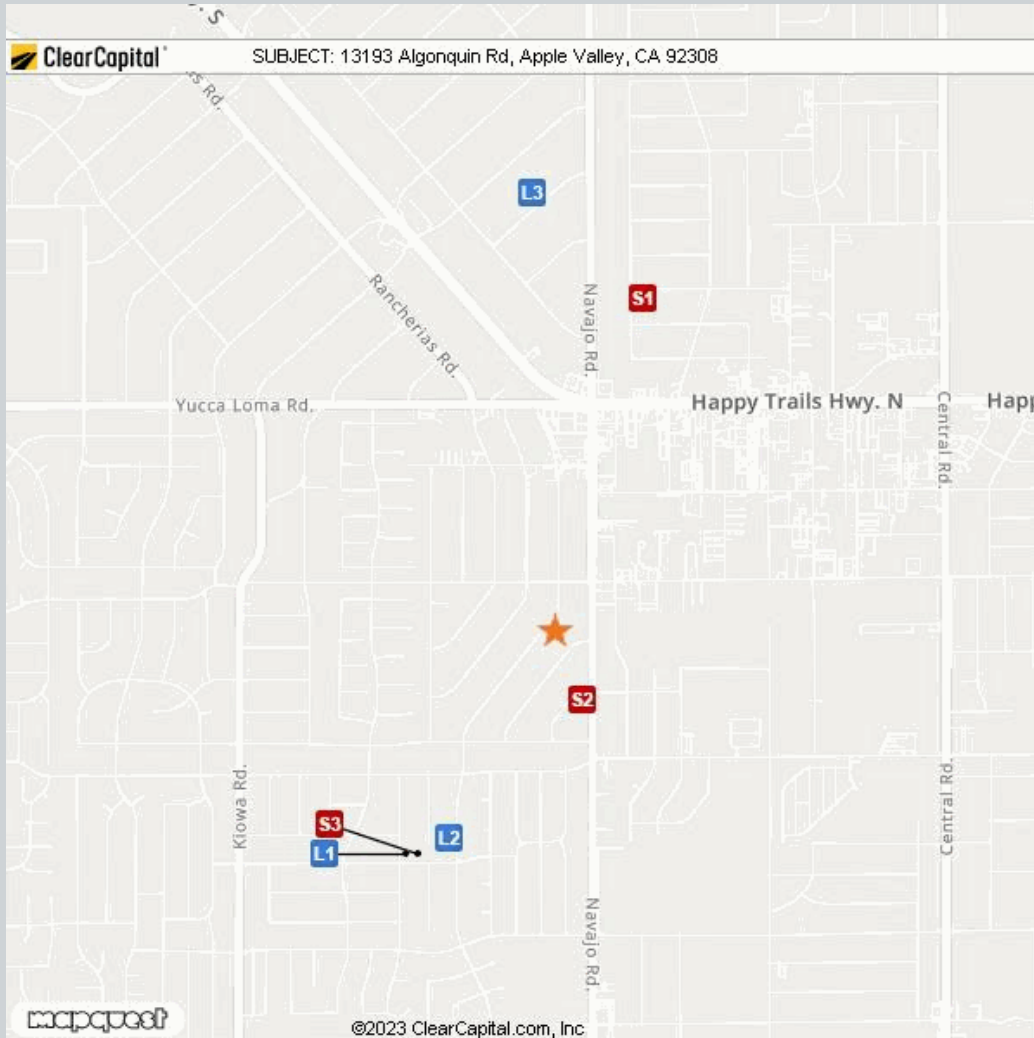 . S
ClearCapital
SUBJECT: 13193 Algonquin Rd, Apple Valley, CA 92308
Rd.
L3
Rancherias Rd.
Navajo Rd.
S1
Yucca Loma Rd.
Happy Trails Hwy. N
Happ
Central Rd.
S2
Kiowa Rd.
S3
L1
L2
Central Rd.
Navajo Rd.
mapquest
©2023 ClearCapital.com, Inc